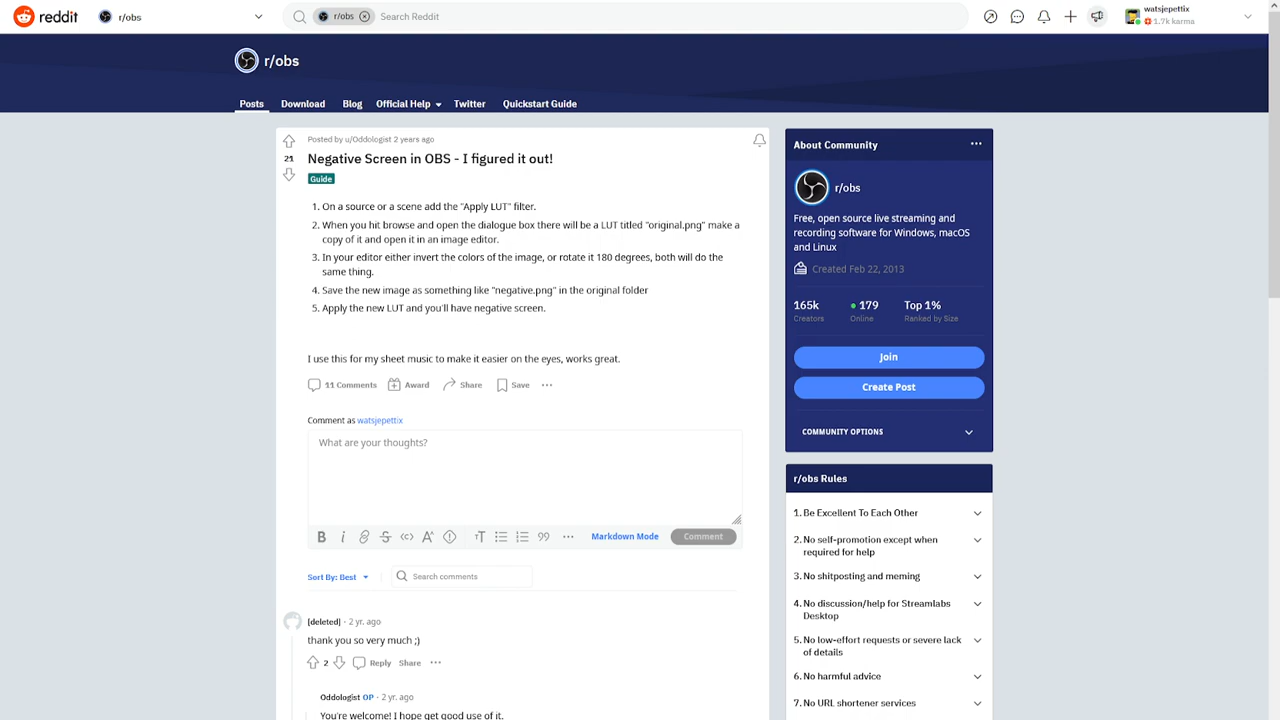 reddit
r/obs
r/obs
Search Reddit
watsjepettix
1.7k karma
r/obs
Posts
Download
Blog
Official Help
Twitter
Quickstart Guide
Posted by u/Oddologist 2 years ago
21
Negative Screen in OBS - I figured it out!
Guide
1. On a source or a scene add the "Apply LUT" filter.
2. When you hit browse and open the dialogue box there will be a LUT titled "original.png" make a
copy of it and open it in an image editor.
3. In your editor either invert the colors of the image, or rotate it 180 degrees, both will do the
same thing.
4. Save the new image as something like "negative.png" in the original folder
5. Apply the new LUT and you'll have negative screen.
I use this for my sheet music to make it easier on the eyes, works great.
11 Comments
Award
Share
Save
Comment as watsjepettix
What are your thoughts?
Markdown Mode
Comment
Sort By: Best
Search comments
[deleted] · 2 yr. ago
thank you so very much ;)
2
Reply
Share
Oddologist OP · 2 yr. ago
You're welcome! I hope get good use of it.
About Community
r/obs
Free, open source live streaming and
recording software for Windows, macOS
and Linux
Created Feb 22, 2013
165k
Creators
179
Online
Top 1%
Ranked by Size
Join
Create Post
COMMUNITY OPTIONS
r/obs Rules
1. Be Excellent To Each Other
2. No self-promotion except when
required for help
3. No shitposting and meming
4. No discussion/help for Streamlabs
Desktop
5. No low-effort requests or severe lack
of details
6. No harmful advice
7. No URL shortener services